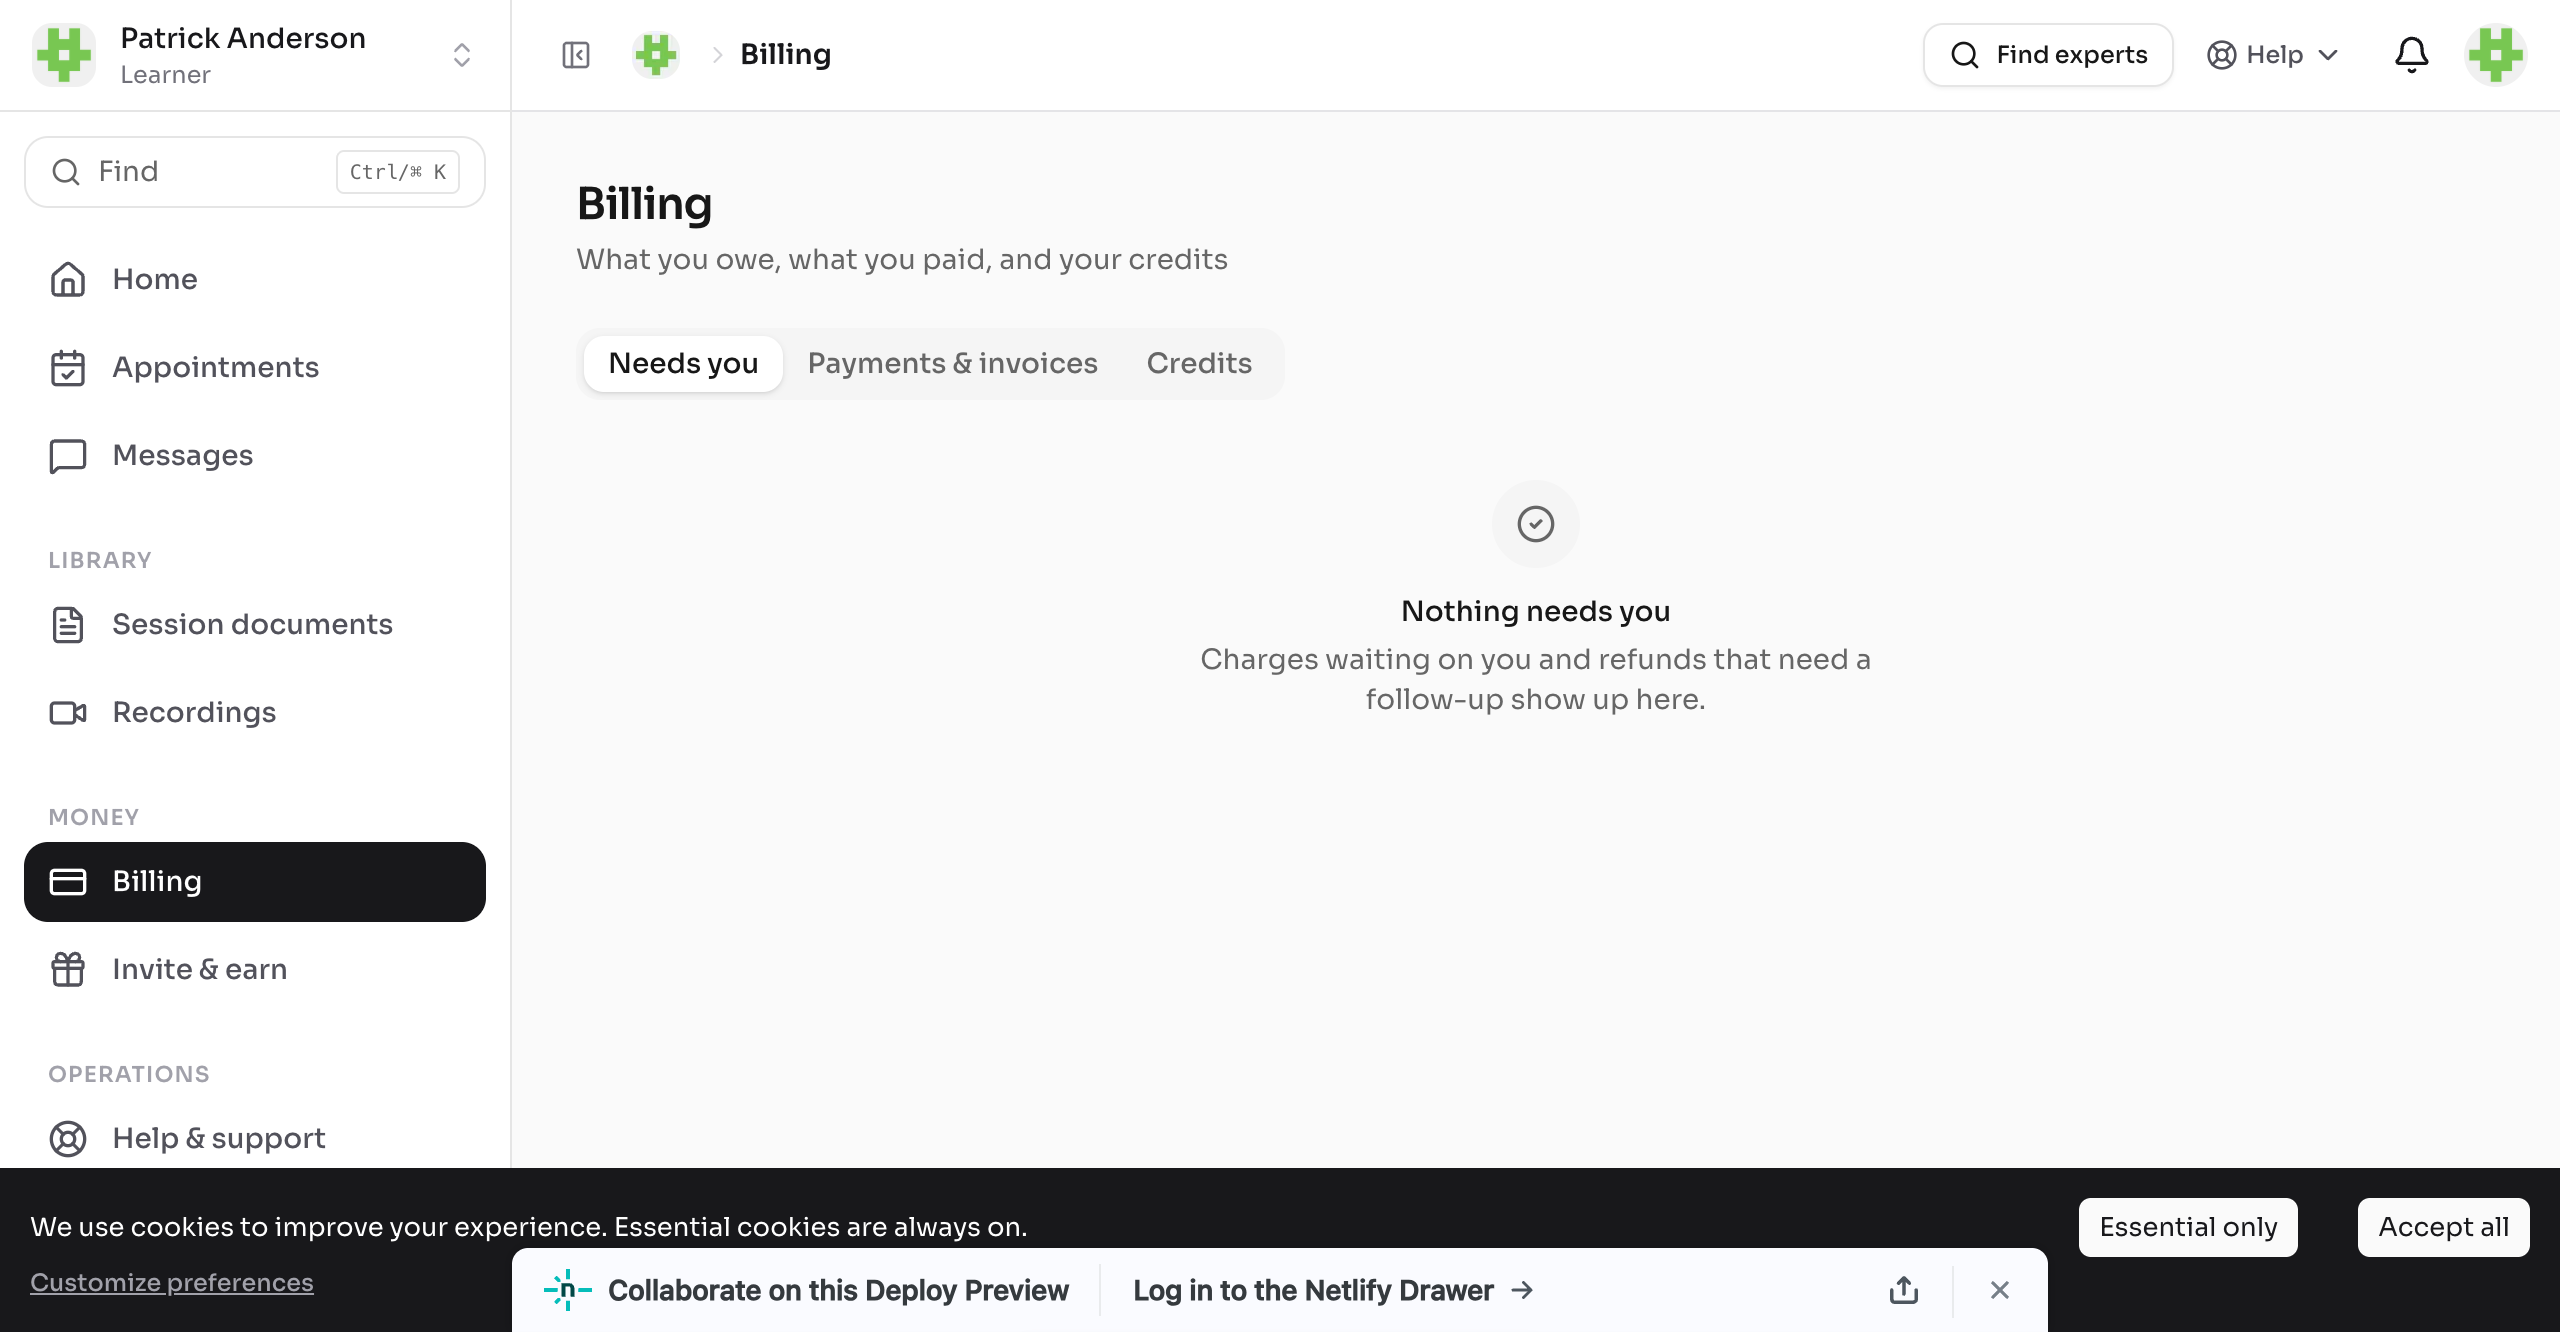 Patrick Anderson
Learner
Billing
Find experts
Help
Find
Ctrl/⌘ K
Home
Appointments
Messages
LIBRARY
Session documents
Recordings
MONEY
Billing
Invite & earn
OPERATIONS
Help & support
Billing
What you owe, what you paid, and your credits
Needs you
Payments & invoices
Credits
Nothing needs you
Charges waiting on you and refunds that need a
follow-up show up here.
We use cookies to improve your experience. Essential cookies are always on.
Customize preferences
Essential only
Accept all
n
Collaborate on this Deploy Preview
Log in to the Netlify Drawer →